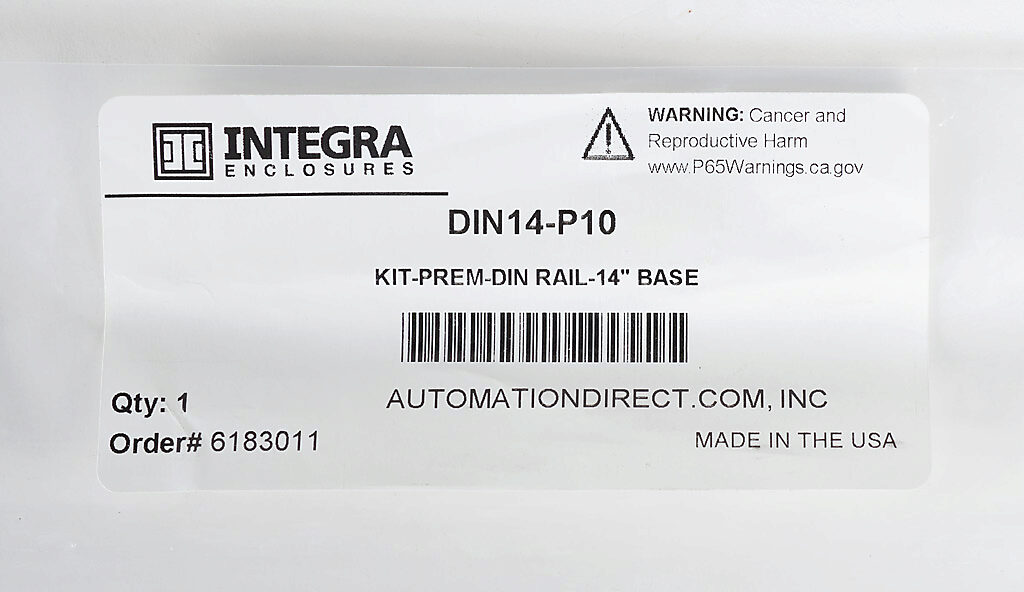 INTEGRA
ENCLOSURES
WARNING: Cancer and
Reproductive Harm
www.P65Warnings.ca.gov
DIN14-P10
KIT-PREM-DIN RAIL-14" BASE
AUTOMATIONDIRECT.COM, INC
Qty: 1
Order# 6183011
MADE IN THE USA